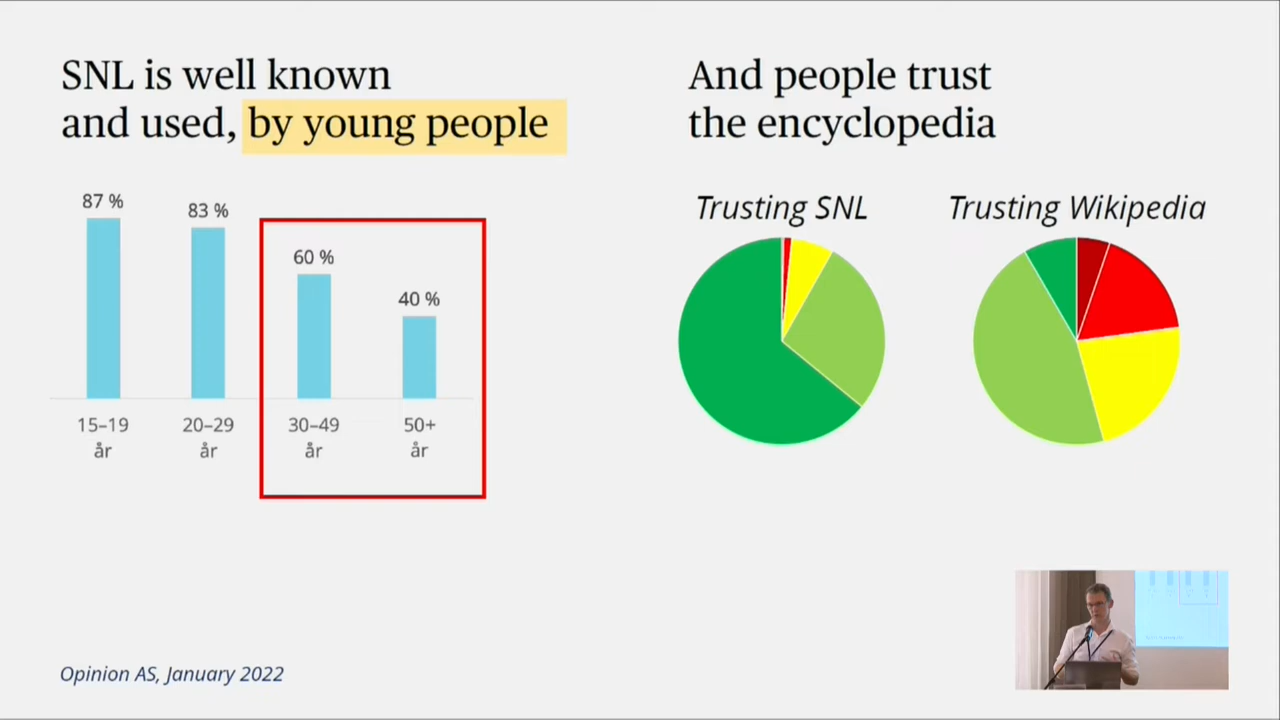 SNL is well known
and used, by young people
87 %
83 %
60 %
40 %
15–19
år
20–29
år
30–49
år
50+
år
And people trust
the encyclopedia
Trusting SNL
Trusting Wikipedia
Opinion AS, January 2022